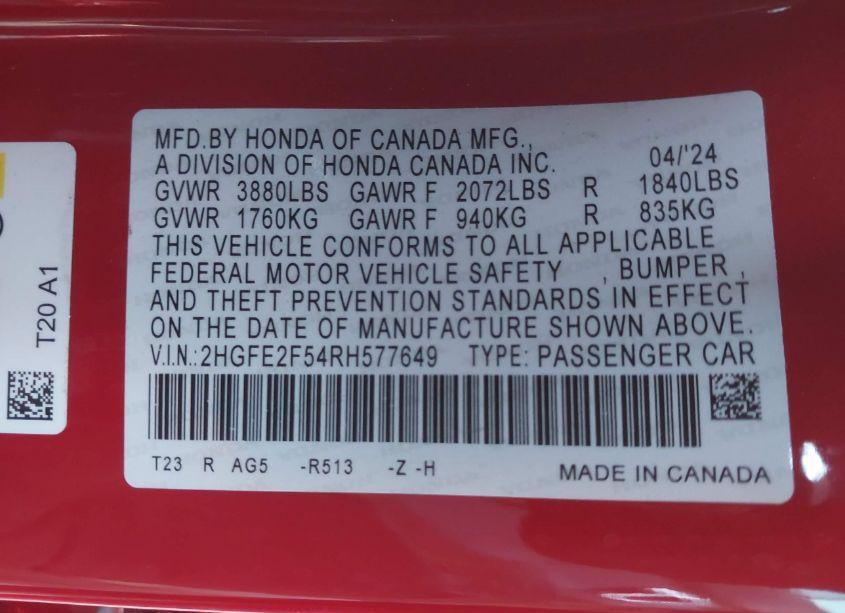 MFD.BY HONDA OF CANADA MFG.,
A DIVISION OF HONDA CANADA INC. 04/'24
GVWR 3880LBS GAWR F 2072LBS R 1840LBS
GVWR 1760KG GAWR F 940KG R 835KG
THIS VEHICLE CONFORMS TO ALL APPLICABLE
FEDERAL MOTOR VEHICLE SAFETY , BUMPER ,
AND THEFT PREVENTION STANDARDS IN EFFECT
ON THE DATE OF MANUFACTURE SHOWN ABOVE.
V.I.N.:2HGFE2F54RH577649 TYPE: PASSENGER CAR
T23 R AG5 -R513 -Z -H MADE IN CANADA
T20 A1